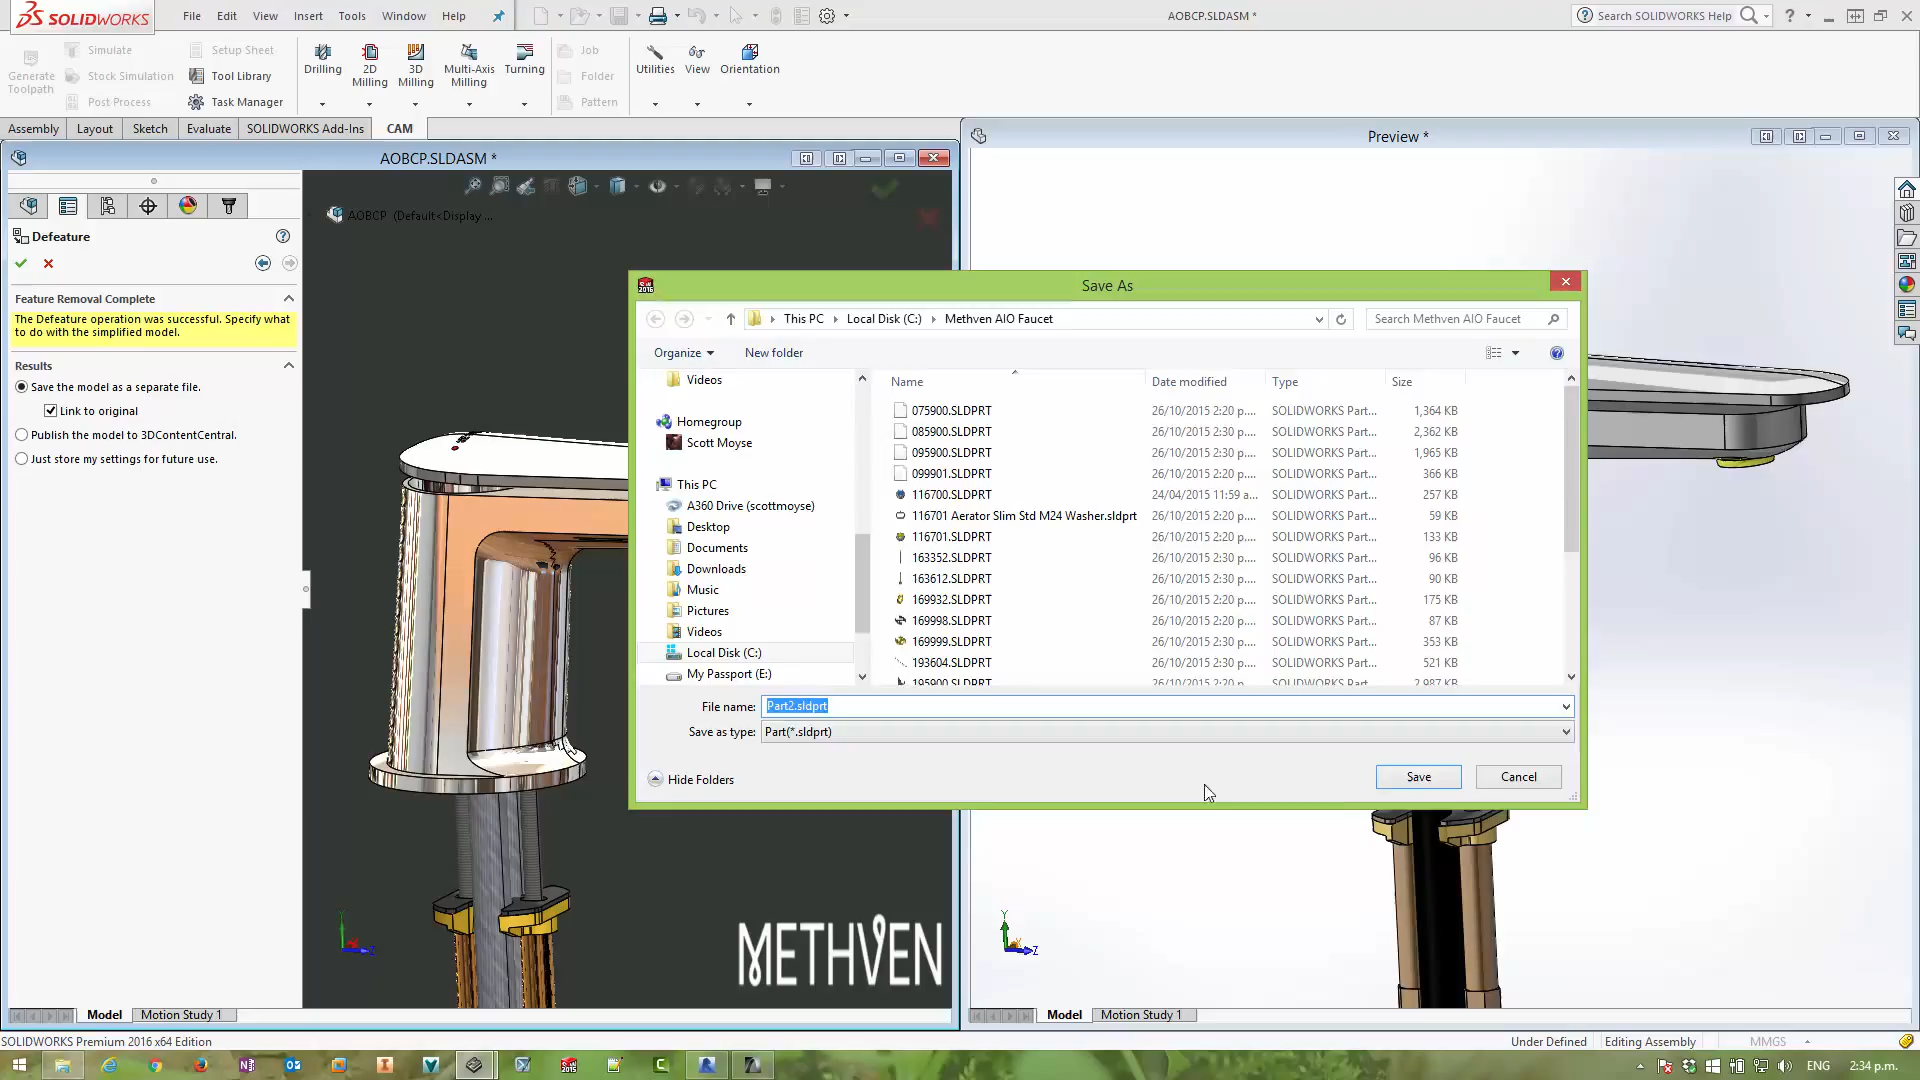 SOLIDWORKS File Edit View Insert Tools Window Help AOBCP.SLDASM * Search SOLIDWORKS Help
Generate Toolpath
Simulate
Stock Simulation
Post Process
Setup Sheet
Tool Library
Task Manager
Drilling
2D Milling
3D Milling
Multi-Axis Milling
Turning
Job
Folder
Pattern
Utilities
View
Orientation
Assembly Layout Sketch Evaluate SOLIDWORKS Add-Ins CAM
AOBCP.SLDASM *
Preview *
AOBCP (Default<Display ...
Defeature
Feature Removal Complete
The Defeature operation was successful. Specify what
to do with the simplified model.
Results
Save the model as a separate file.
Link to original
Publish the model to 3DContentCentral.
Just store my settings for future use.
Save As
This PC Local Disk (C:) Methven AIO Faucet
Search Methven AIO Faucet
Organize New folder
Videos
Homegroup
Scott Moyse
This PC
A360 Drive (scottmoyse)
Desktop
Documents
Downloads
Music
Pictures
Videos
Local Disk (C:)
My Passport (E:)
Name Date modified Type Size
075900.SLDPRT 26/10/2015 2:20 p.... SOLIDWORKS Part... 1,364 KB
085900.SLDPRT 26/10/2015 2:30 p.... SOLIDWORKS Part... 2,362 KB
095900.SLDPRT 26/10/2015 2:30 p.... SOLIDWORKS Part... 1,965 KB
099901.SLDPRT 26/10/2015 2:30 p.... SOLIDWORKS Part... 366 KB
116700.SLDPRT 24/04/2015 11:59 a... SOLIDWORKS Part... 257 KB
116701 Aerator Slim Std M24 Washer.sldprt 26/10/2015 2:20 p.... SOLIDWORKS Part... 59 KB
116701.SLDPRT 26/10/2015 2:20 p.... SOLIDWORKS Part... 133 KB
163352.SLDPRT 26/10/2015 2:30 p.... SOLIDWORKS Part... 96 KB
163612.SLDPRT 26/10/2015 2:30 p.... SOLIDWORKS Part... 90 KB
169932.SLDPRT 26/10/2015 2:20 p.... SOLIDWORKS Part... 175 KB
169998.SLDPRT 26/10/2015 2:20 p.... SOLIDWORKS Part... 87 KB
169999.SLDPRT 26/10/2015 2:30 p.... SOLIDWORKS Part... 353 KB
193604.SLDPRT 26/10/2015 2:30 p.... SOLIDWORKS Part... 521 KB
195900.SLDPRT 26/10/2015 2:30 p.... SOLIDWORKS Part... 2,987 KB
File name: Part2.sldprt
Save as type: Part(*.sldprt)
Hide Folders Save Cancel
METHVEN
Y
Z
Y
Z
Model Motion Study 1
Model Motion Study 1
SOLIDWORKS Premium 2016 x64 Edition Under Defined Editing Assembly MMGS
ENG 2:34 p.m.